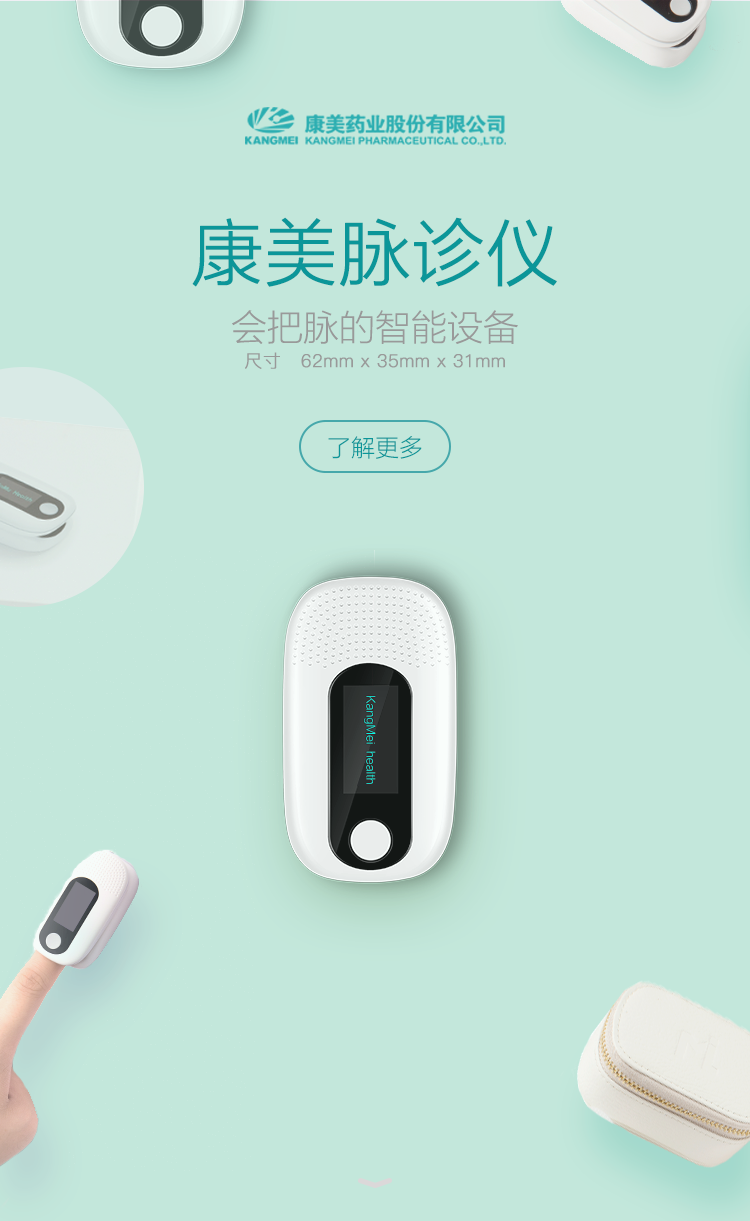 康美药业股份有限公司
KANGMEI KANGMEI PHARMACEUTICAL CO.,LTD.
康美脉诊仪
会把脉的智能设备
尺寸 62mm x 35mm x 31mm
了解更多
KangMei health